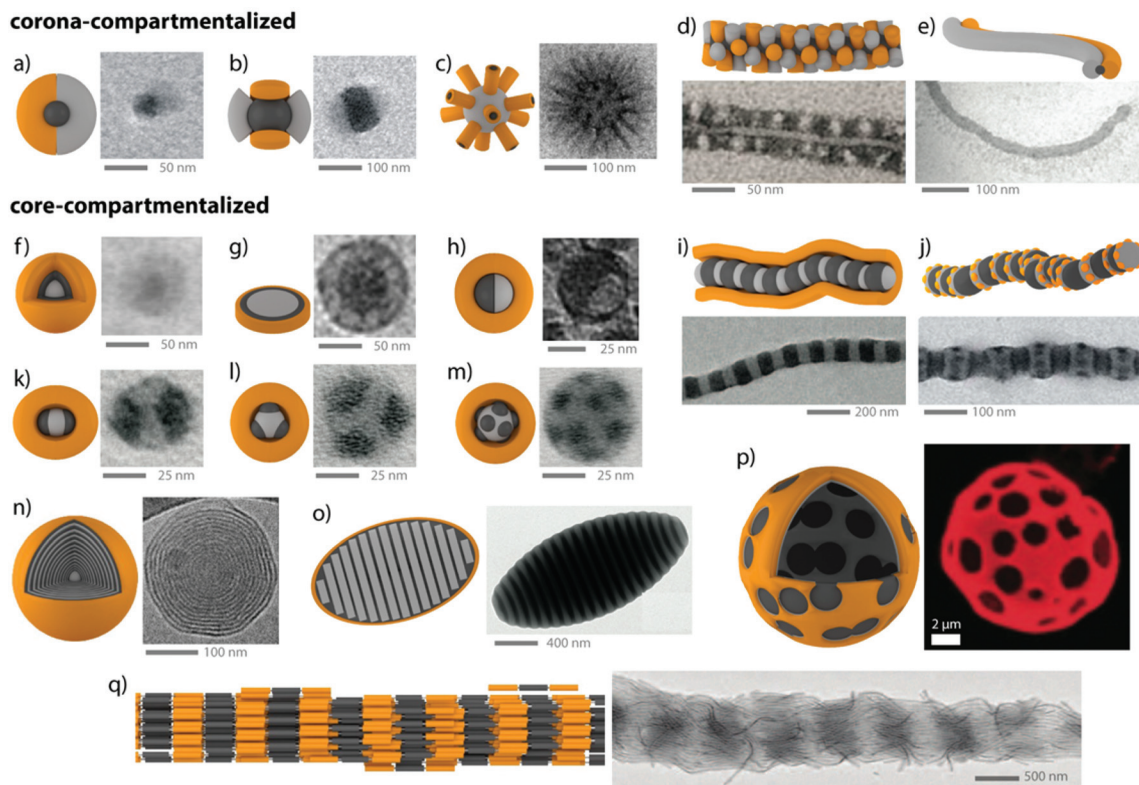 corona-compartmentalized
a)
50 nm
b)
100 nm
c)
100 nm
d)
50 nm
e)
100 nm
core-compartmentalized
f)
50 nm
g)
50 nm
h)
25 nm
i)
200 nm
j)
100 nm
k)
25 nm
l)
25 nm
m)
25 nm
n)
100 nm
o)
400 nm
p)
2 µm
q)
500 nm